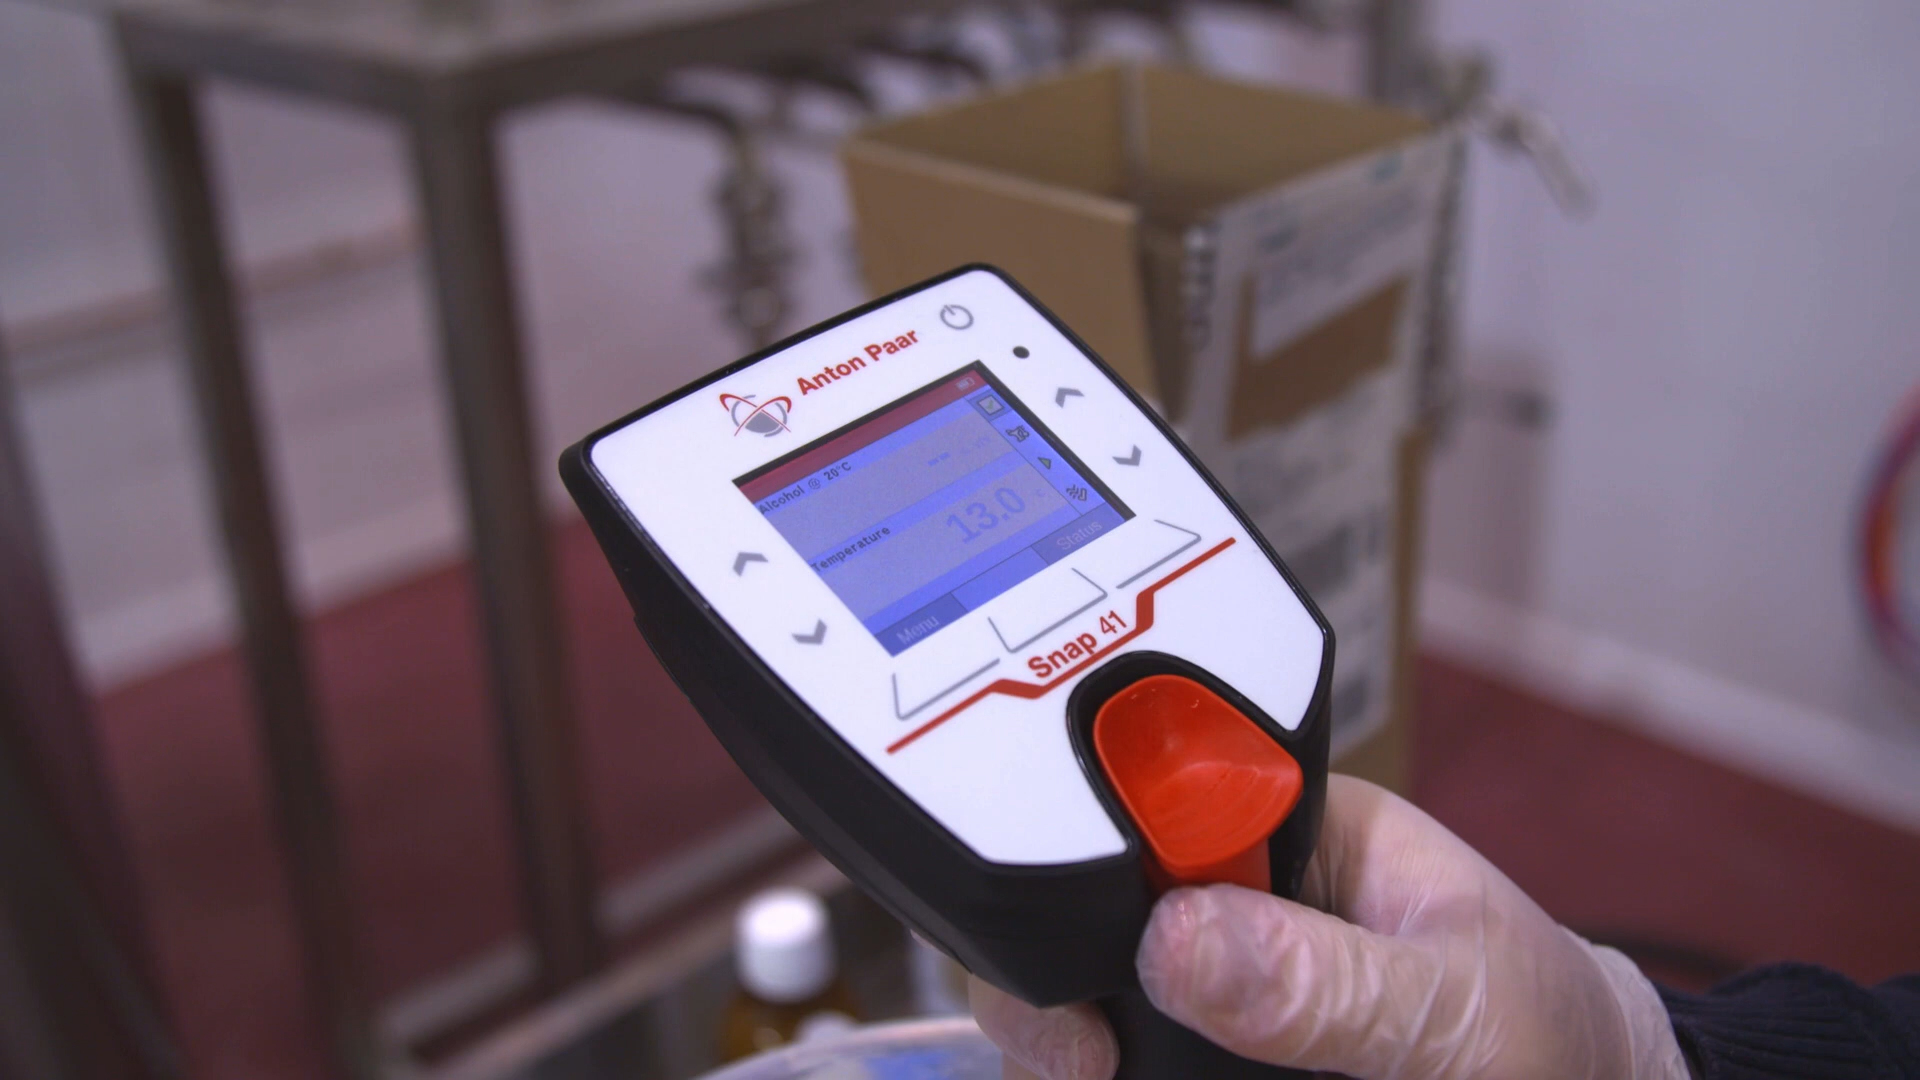 Anton Paar
Alcohol @ 20°C
Temperature
13.0
°C
Menu
Status
Snap 41